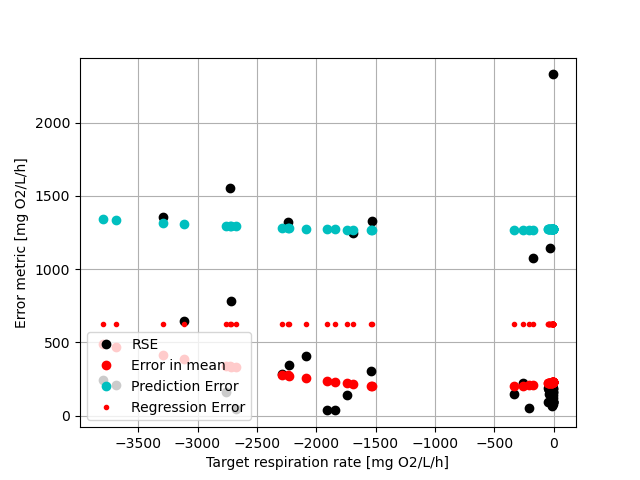 2000
1500
1000
500
0
Error metric [mg O2/L/h]
RSE
Error in mean
Prediction Error
Regression Error
−3500 −3000 −2500 −2000 −1500 −1000 −500 0
Target respiration rate [mg O2/L/h]